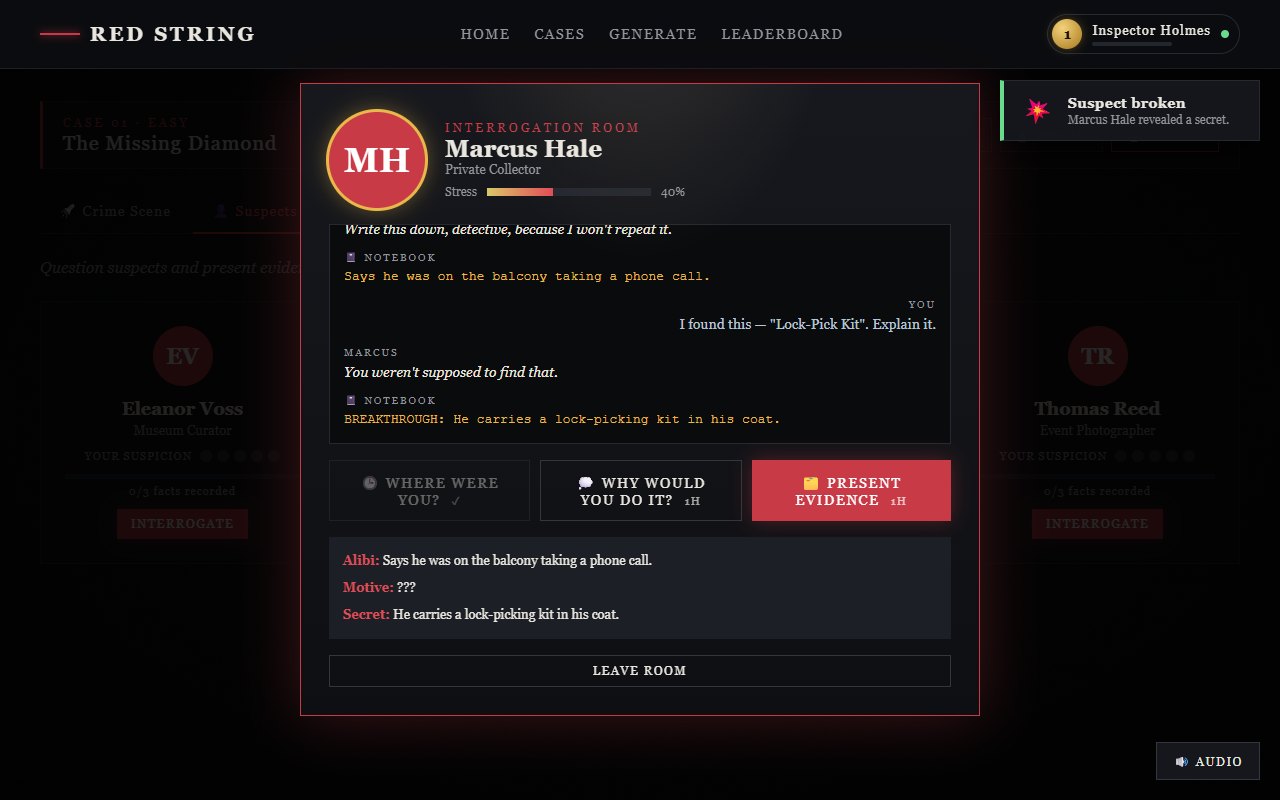 RED STRING
HOME CASES GENERATE LEADERBOARD
1 Inspector Holmes
Suspect broken
Marcus Hale revealed a secret.
CASE 01 · EASY
The Missing Diamond
Crime Scene
Suspects
Question suspects and present
EV
Eleanor Voss
Museum Curator
YOUR SUSPICION
0/3 facts recorded
INTERROGATE
TR
Thomas Reed
Event Photographer
YOUR SUSPICION
0/3 facts recorded
INTERROGATE
MH
INTERROGATION ROOM
Marcus Hale
Private Collector
Stress 40%
Write this down, detective, because I won't repeat it.
NOTEBOOK
Says he was on the balcony taking a phone call.
YOU
I found this — "Lock-Pick Kit". Explain it.
MARCUS
You weren't supposed to find that.
NOTEBOOK
BREAKTHROUGH: He carries a lock-picking kit in his coat.
WHERE WERE
YOU? ✓
WHY WOULD
YOU DO IT? 1H
PRESENT
EVIDENCE 1H
Alibi: Says he was on the balcony taking a phone call.
Motive: ???
Secret: He carries a lock-picking kit in his coat.
LEAVE ROOM
AUDIO